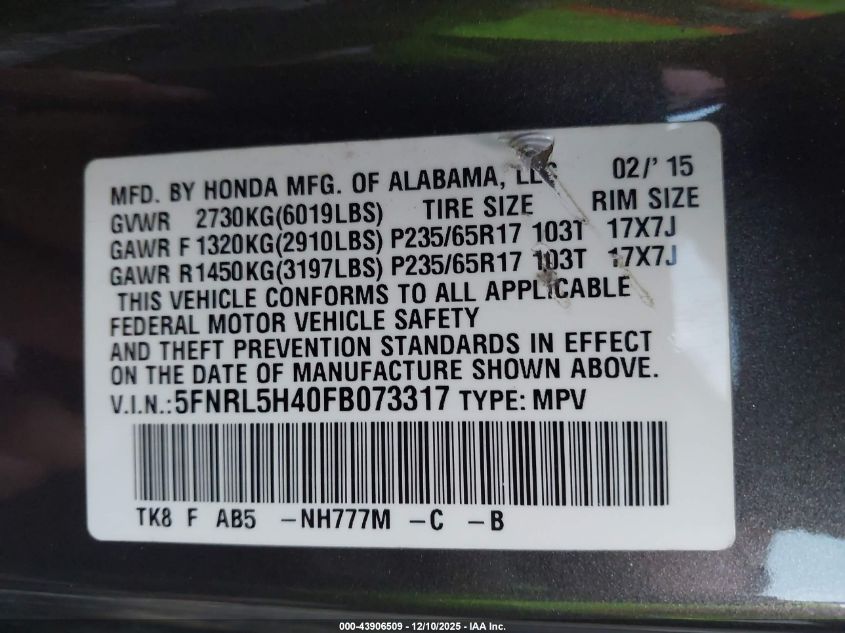 MFD. BY HONDA MFG. OF ALABAMA, LLC 02/' 15
GVWR 2730KG(6019LBS) TIRE SIZE RIM SIZE
GAWR F 1320KG(2910LBS) P235/65R17 103T 17X7J
GAWR R1450KG(3197LBS) P235/65R17 103T 17X7J
THIS VEHICLE CONFORMS TO ALL APPLICABLE
FEDERAL MOTOR VEHICLE SAFETY
AND THEFT PREVENTION STANDARDS IN EFFECT
ON THE DATE OF MANUFACTURE SHOWN ABOVE.
V.I.N.:5FNRL5H40FB073317 TYPE: MPV
TK8 F AB5 -NH777M -C -B
000-43906509 - 12/10/2025 - IAA Inc.